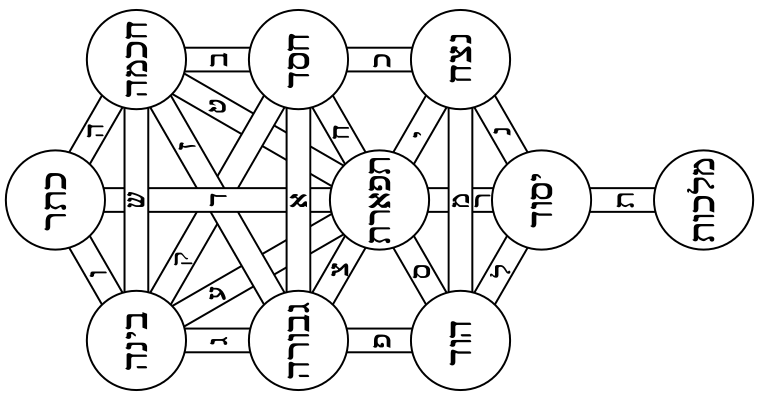 חכמה
ב
חסד
כ
נצח
ט
ה
ז
ח
י
נ
כתר
ש
ד
א
תפארת
מ
ר
יסוד
ת
מלכות
ו
ק
ע
צ
ס
ל
בינה
ג
גבורה
פ
הוד